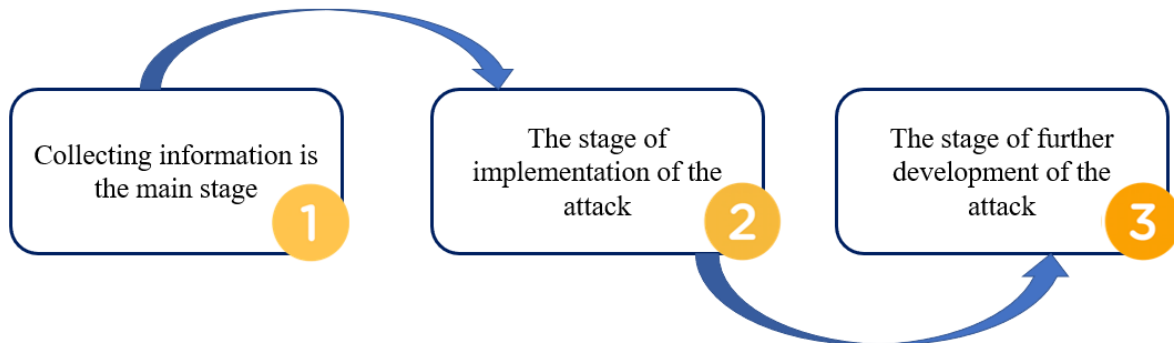 Collecting information is
the main stage
1
The stage of
implementation of the
attack
2
The stage of further
development of the
attack
3